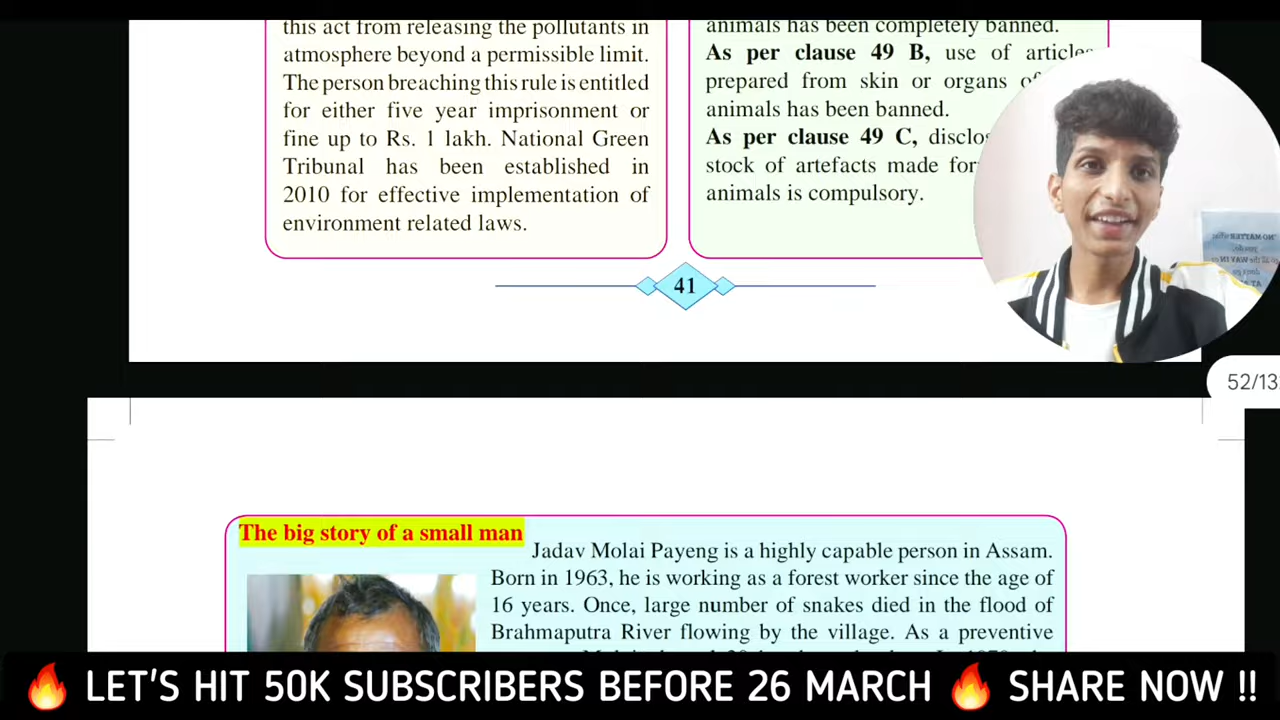 this act from releasing the pollutants in
atmosphere beyond a permissible limit.
The person breaching this rule is entitled
for either five year imprisonment or
fine up to Rs. 1 lakh. National Green
Tribunal has been established in
2010 for effective implementation of
environment related laws.
animals has been completely banned.
As per clause 49 B, use of articles
prepared from skin or organs of
animals has been banned.
As per clause 49 C,
stock of artefacts made
animals is compulsory.
41
52/13
The big story of a small man
Jadav Molai Payeng is a highly capable person in Assam.
Born in 1963, he is working as a forest worker since the age of
16 years. Once, large number of snakes died in the flood of
Brahmaputra River flowing by the village. As a preventive
🔥 LET'S HIT 50K SUBSCRIBERS BEFORE 26 MARCH 🔥 SHARE NOW !!